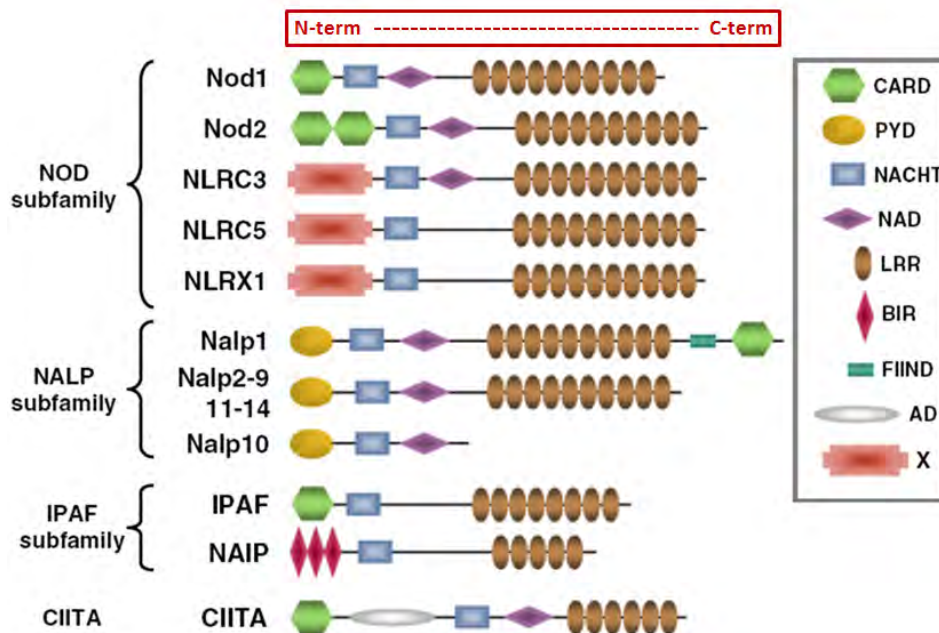 N-term ---------------------------- C-term
NOD
subfamily
Nod1
Nod2
NLRC3
NLRC5
NLRX1
NALP
subfamily
Nalp1
Nalp2-9
11-14
Nalp10
IPAF
subfamily
IPAF
NAIP
CIITA
CIITA
CARD
PYD
NACHT
NAD
LRR
BIR
FIIND
AD
X